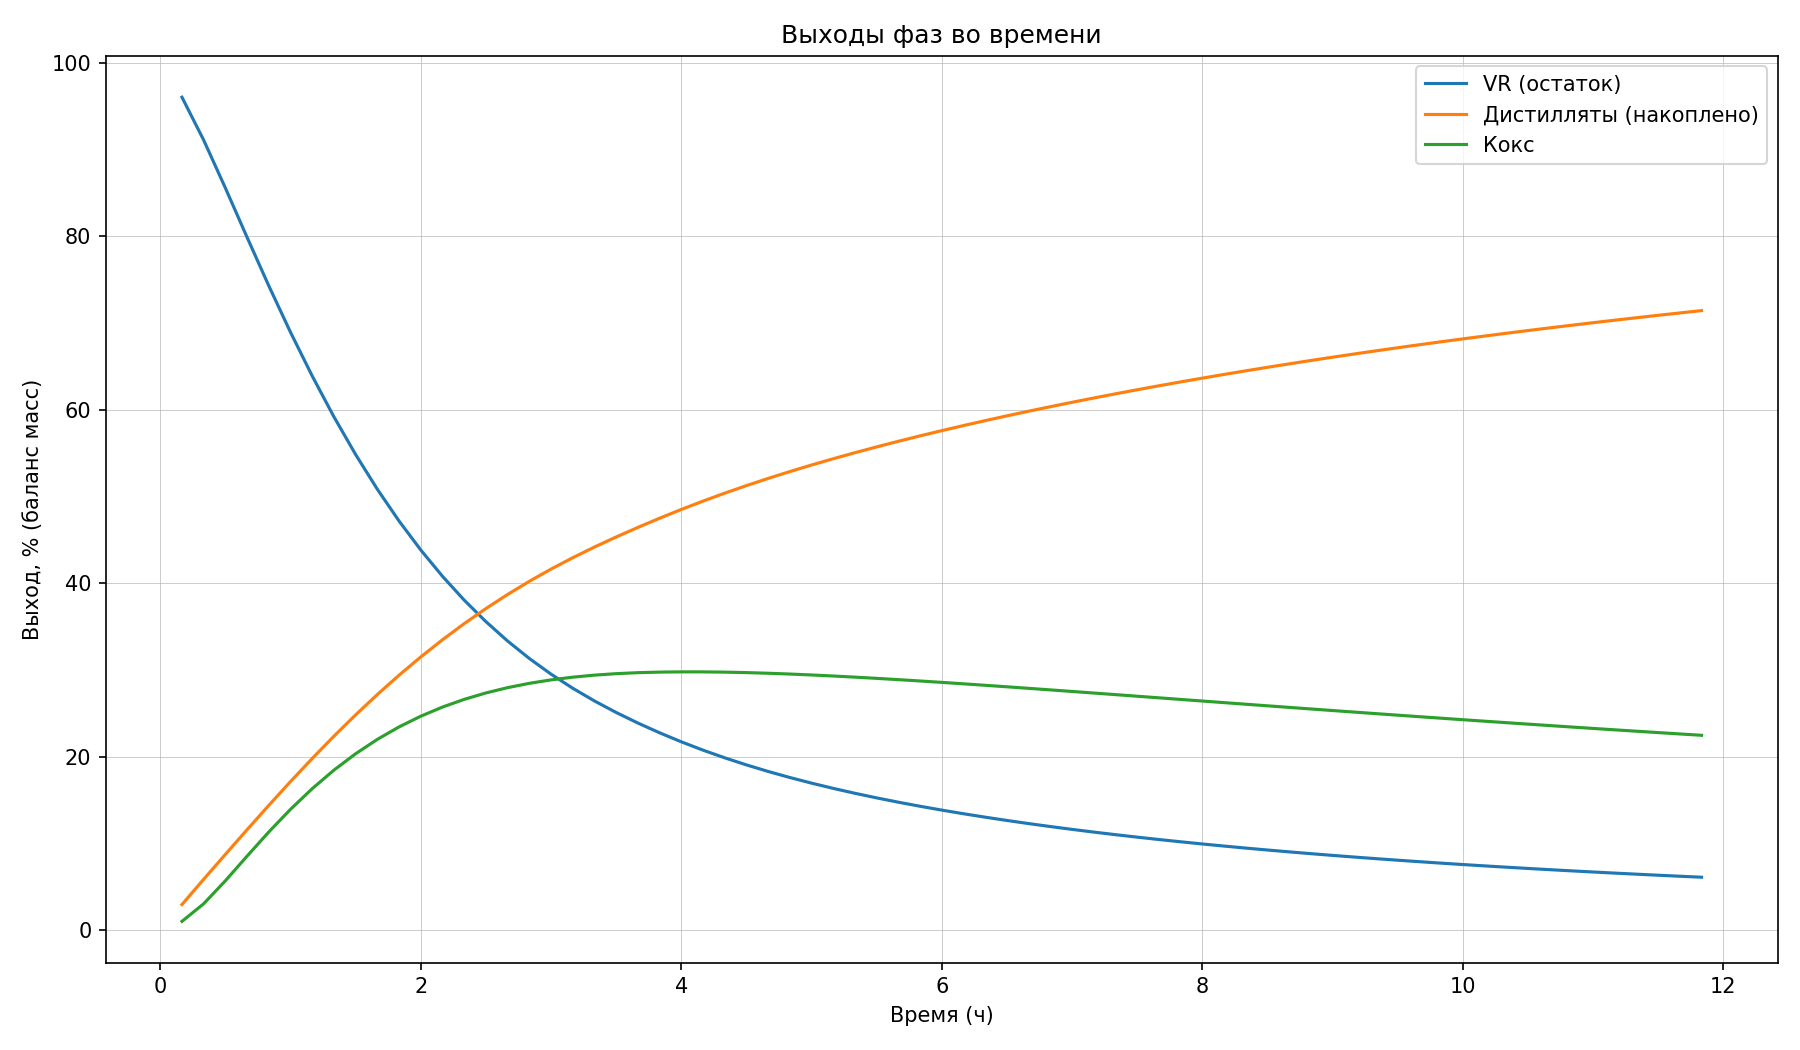 Выходы фаз во времени
VR (остаток)
Дистилляты (накоплено)
Кокс
Выход, % (баланс масс)
100
80
60
40
20
0
0 2 4 6 8 10 12
Время (ч)